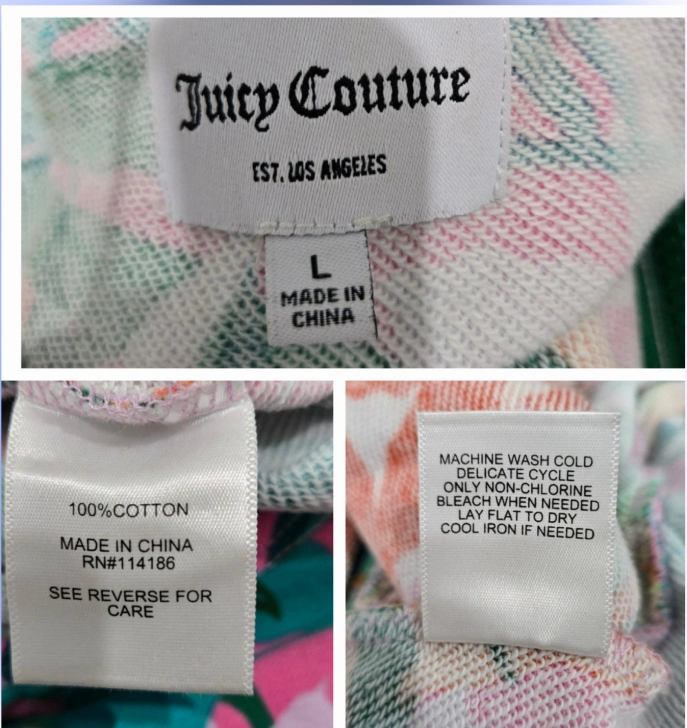 Juicy Couture
EST. LOS ANGELES
L
MADE IN
CHINA
100%COTTON
MADE IN CHINA
RN#114186
SEE REVERSE FOR
CARE
MACHINE WASH COLD
DELICATE CYCLE
ONLY NON-CHLORINE
BLEACH WHEN NEEDED
LAY FLAT TO DRY
COOL IRON IF NEEDED